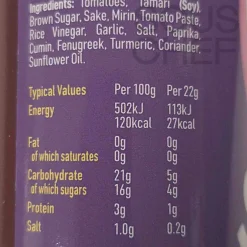 Ingredients: Tomatoes, Tamari (Soy),
Brown Sugar, Sake, Mirin, Tomato Paste,
Rice Vinegar, Garlic, Salt, Paprika,
Cumin, Fenugreek, Turmeric, Coriander,
Sunflower Oil.
Typical Values Per 100g Per 22g
Energy 502kJ 113kJ
120kcal 27kcal
Fat 0g 0g
of which saturates 0g 0g
Carbohydrate 21g 5g
of which sugars 16g 4g
Protein 3g 1g
Salt 1.0g 0.2g